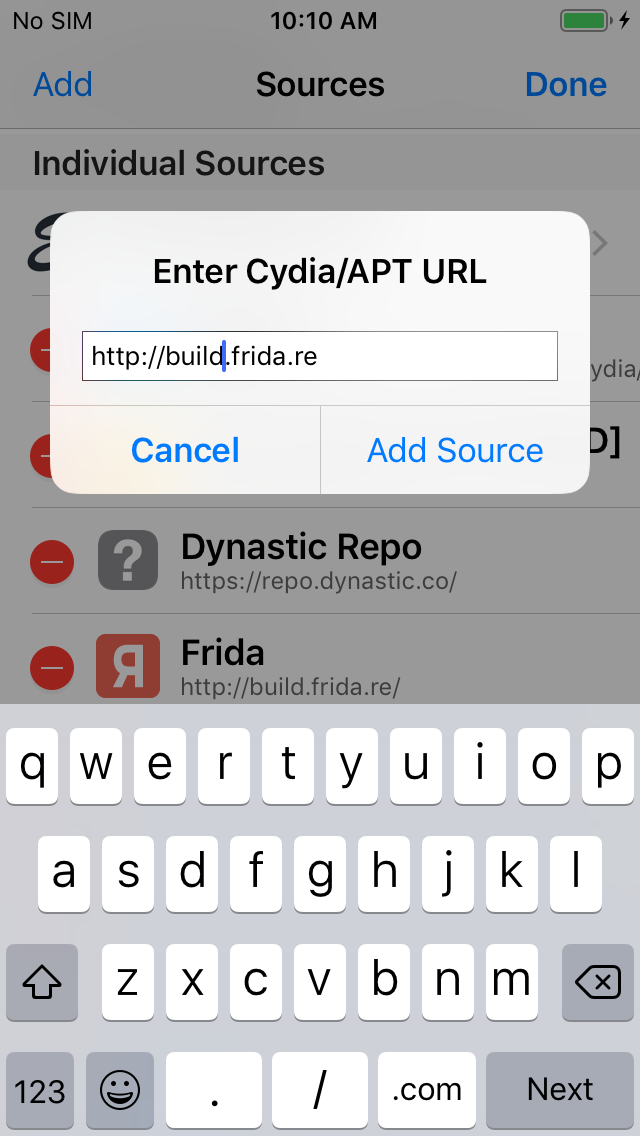 No SIM 10:10 AM
Add Sources Done
Individual Sources
Enter Cydia/APT URL
http://build.frida.re
ydia/
Cancel Add Source
D]
Dynastic Repo
https://repo.dynastic.co/
Frida
http://build.frida.re/
q w e r t y u i o p
a s d f g h j k l
z x c v b n m
123 . / .com Next